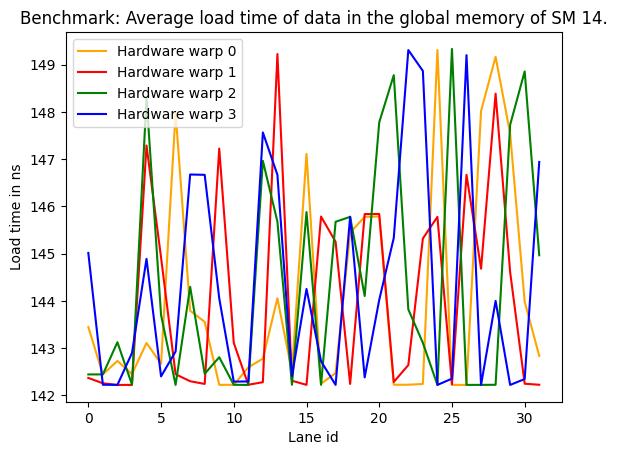 Benchmark: Average load time of data in the global memory of SM 14.
Hardware warp 0
Hardware warp 1
Hardware warp 2
Hardware warp 3
149
148
147
146
145
144
143
142
Load time in ns
0
5
10
15
20
25
30
Lane id